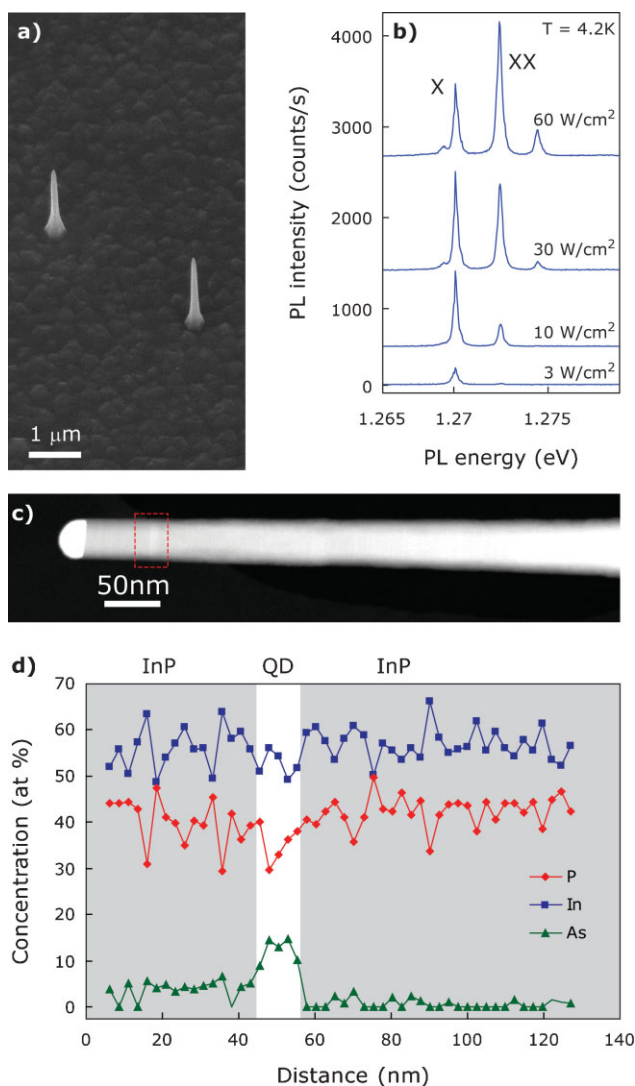 a)
1 μm
b)
T = 4.2K
X
XX
60 W/cm²
30 W/cm²
10 W/cm²
3 W/cm²
4000
3000
2000
1000
0
PL intensity (counts/s)
1.265
1.27
1.275
PL energy (eV)
c)
50nm
d)
InP
QD
InP
70
60
50
40
30
20
10
0
Concentration (at %)
P
In
As
0
20
40
60
80
100
120
140
Distance (nm)